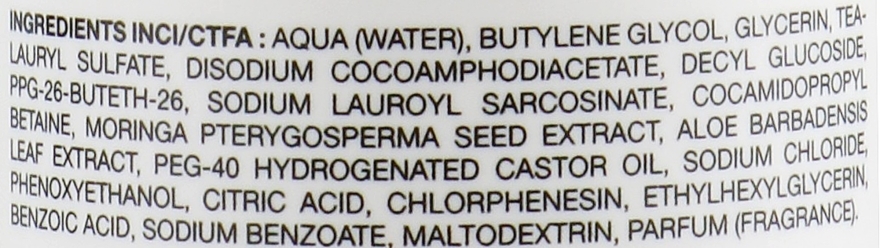 INGREDIENTS INCI/CTFA : AQUA (WATER), BUTYLENE GLYCOL, GLYCERIN, TEA-
LAURYL SULFATE, DISODIUM COCOAMPHODIACETATE, DECYL GLUCOSIDE,
PPG-26-BUTETH-26, SODIUM LAUROYL SARCOSINATE, COCAMIDOPROPYL
BETAINE, MORINGA PTERYGOSPERMA SEED EXTRACT, ALOE BARBADENSIS
LEAF EXTRACT, PEG-40 HYDROGENATED CASTOR OIL, SODIUM CHLORIDE,
PHENOXYETHANOL, CITRIC ACID, CHLORPHENESIN, ETHYLHEXYLGLYCERIN,
BENZOIC ACID, SODIUM BENZOATE, MALTODEXTRIN, PARFUM (FRAGRANCE).